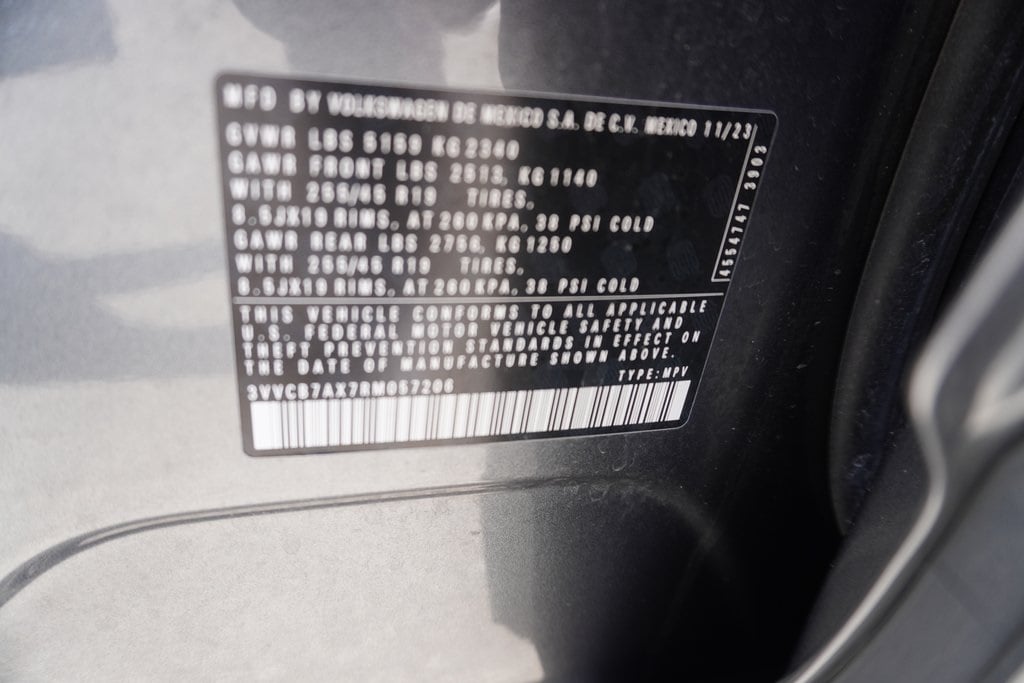 MFD BY VOLKSWAGEN DE MEXICO S.A. DE C.V. MEXICO 11/23
GVWR LBS 5159 KG 2340
GAWR FRONT LBS 2513, KG 1140
WITH 255/45 R19 TIRES,
8.5JX19 RIMS, AT 260 KPA, 38 PSI COLD
GAWR REAR LBS 2756, KG 1250
WITH 255/45 R19 TIRES,
8.5JX19 RIMS, AT 260 KPA, 38 PSI COLD
4554747 3903
THIS VEHICLE CONFORMS TO ALL APPLICABLE
U.S. FEDERAL MOTOR VEHICLE SAFETY AND
THEFT PREVENTION STANDARDS IN EFFECT ON
THE DATE OF MANUFACTURE SHOWN ABOVE.
TYPE: MPV
3VVCB7AX7RM057206